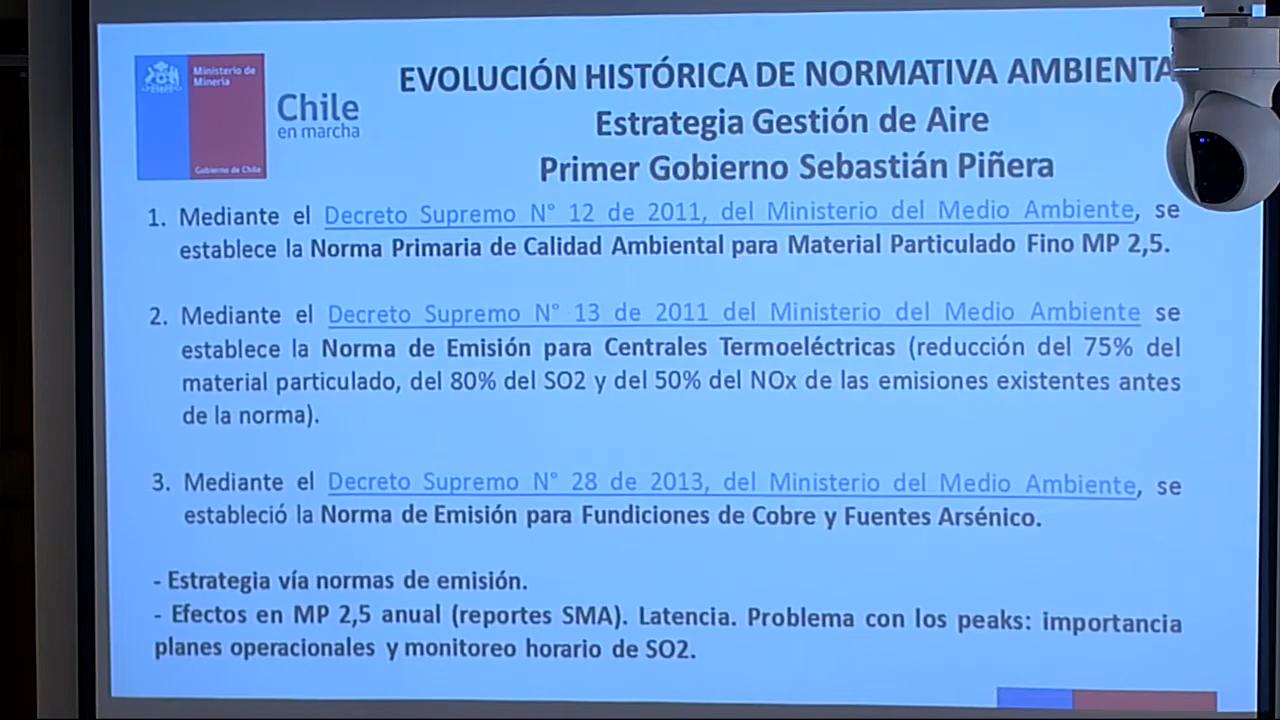 Ministerio de
Minería
Gobierno de Chile
Chile
en marcha
EVOLUCIÓN HISTÓRICA DE NORMATIVA AMBIENTA
Estrategia Gestión de Aire
Primer Gobierno Sebastián Piñera
1. Mediante el Decreto Supremo N° 12 de 2011, del Ministerio del Medio Ambiente, se
establece la Norma Primaria de Calidad Ambiental para Material Particulado Fino MP 2,5.
2. Mediante el Decreto Supremo N° 13 de 2011 del Ministerio del Medio Ambiente se
establece la Norma de Emisión para Centrales Termoeléctricas (reducción del 75% del
material particulado, del 80% del SO2 y del 50% del NOx de las emisiones existentes antes
de la norma).
3. Mediante el Decreto Supremo N° 28 de 2013, del Ministerio del Medio Ambiente, se
estableció la Norma de Emisión para Fundiciones de Cobre y Fuentes Arsénico.
- Estrategia vía normas de emisión.
- Efectos en MP 2,5 anual (reportes SMA). Latencia. Problema con los peaks: importancia
planes operacionales y monitoreo horario de SO2.